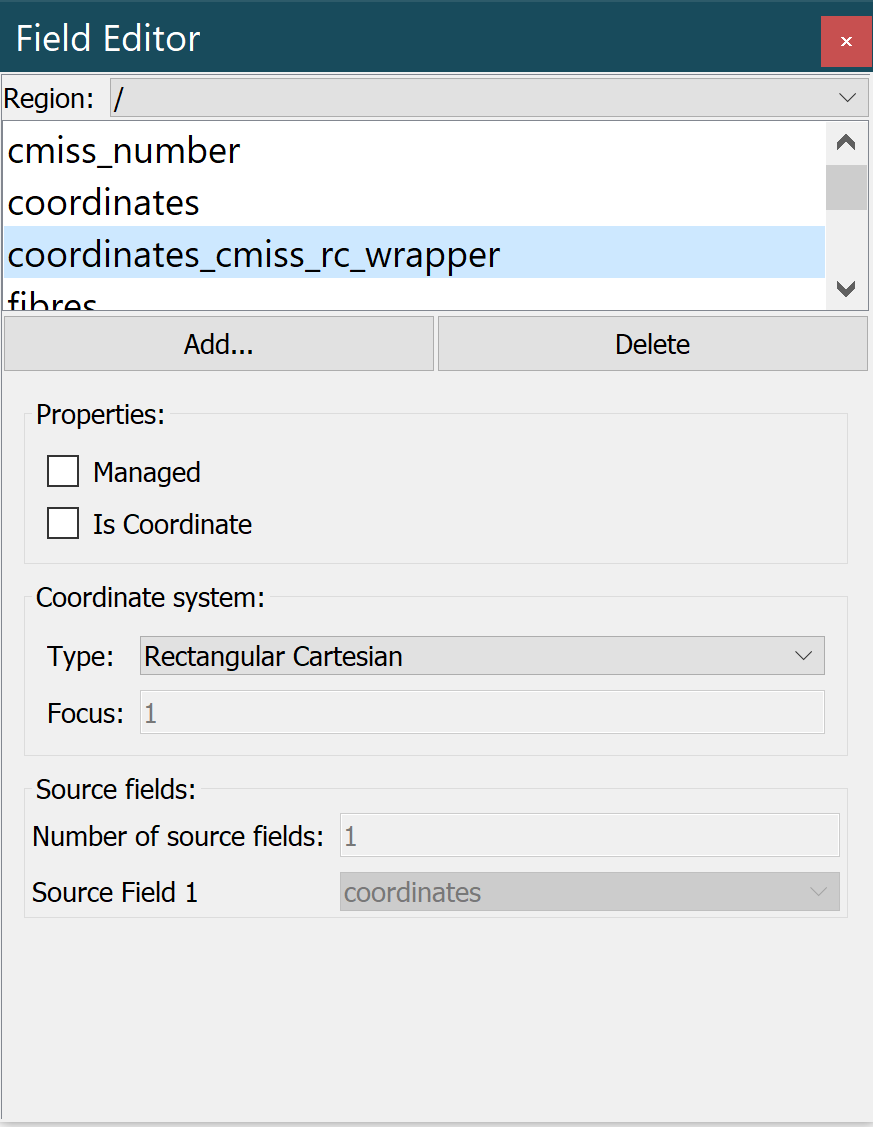 Field Editor
Region: /
cmiss_number
coordinates
coordinates_cmiss_rc_wrapper
fibres
Add... Delete
Properties:
Managed
Is Coordinate
Coordinate system:
Type: Rectangular Cartesian
Focus: 1
Source fields:
Number of source fields: 1
Source Field 1 coordinates